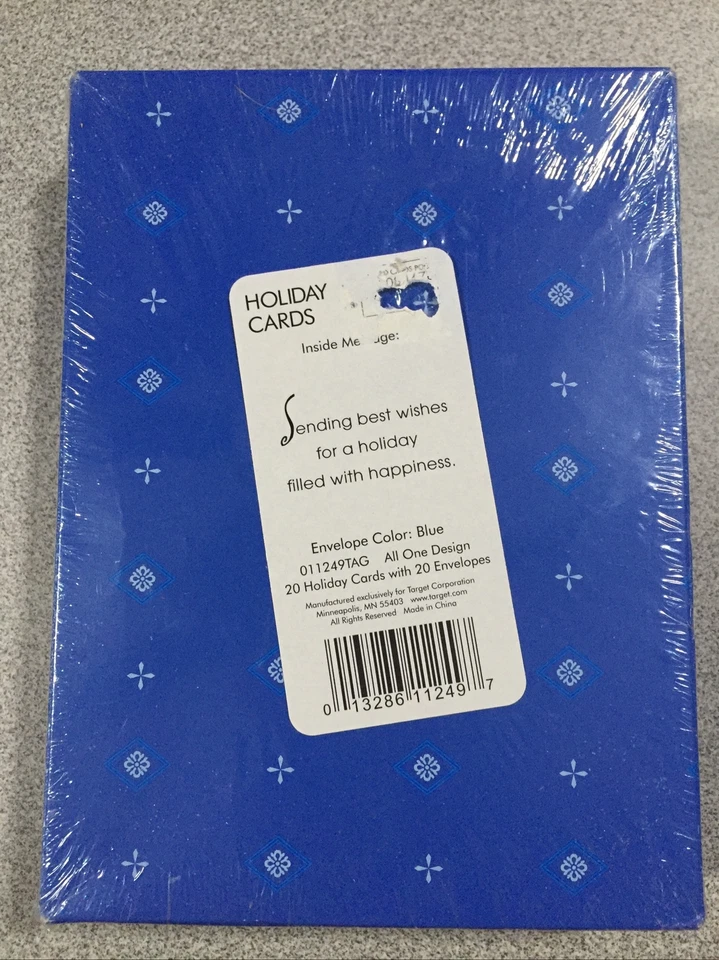 HOLIDAY
CARDS
Inside
Sending best wishes
for a holiday
filled with happiness.
Envelope Color: Blue
011249TAG All One Design
20 Holiday Cards with 20 Envelopes
Manufactured exclusively for Target Corporation
Minneapolis, MN 55403 www.target.com
All Rights Reserved Made in China
0 13286 11249 7